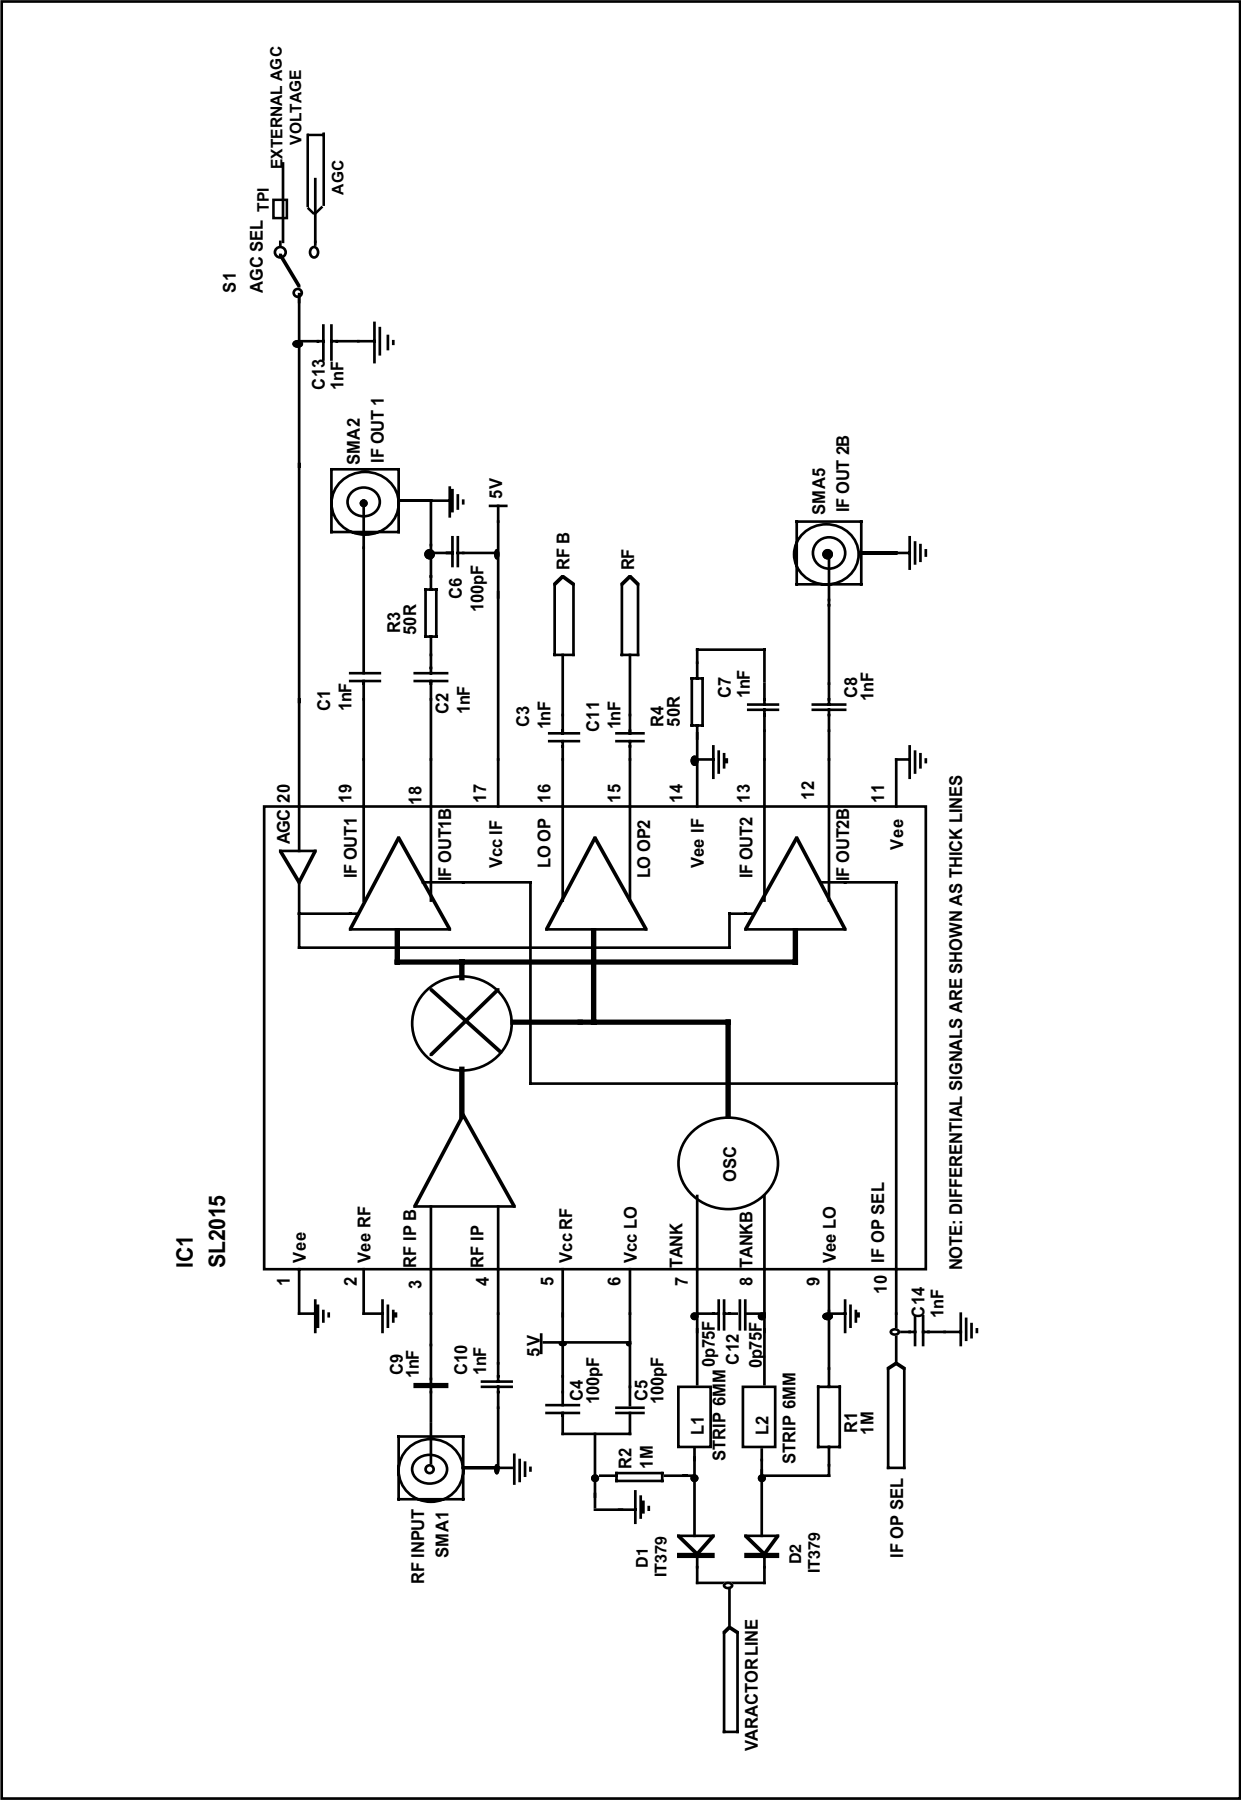 IC1
SL2015
RF INPUT
SMA1
C9
1nF
C10
1nF
C4
100pF
C5
100pF
5V
R2
1M
D1
IT379
D2
IT379
VARACTOR LINE
L1
STRIP 6MM
L2
STRIP 6MM
0p75F
C12
0p75F
R1
1M
IF OP SEL
C14
1nF
1
2
3
4
5
6
7
8
9
10
Vee
Vee RF
RF IP B
RF IP
Vcc RF
Vcc LO
TANK
TANKB
Vee LO
IF OP SEL
OSC
AGC
IF OUT1
IF OUT1B
Vcc IF
LO OP
LO OP2
Vee IF
IF OUT2
IF OUT2B
Vee
20
19
18
17
16
15
14
13
12
11
C1
1nF
C2
1nF
R3
50R
C6
100pF
5V
SMA2
IF OUT 1
C13
1nF
S1
AGC SEL
TPI
EXTERNAL AGC
VOLTAGE
AGC
C3
1nF
C11
1nF
RF B
RF
R4
50R
C7
1nF
C8
1nF
SMA5
IF OUT 2B
NOTE: DIFFERENTIAL SIGNALS ARE SHOWN AS THICK LINES